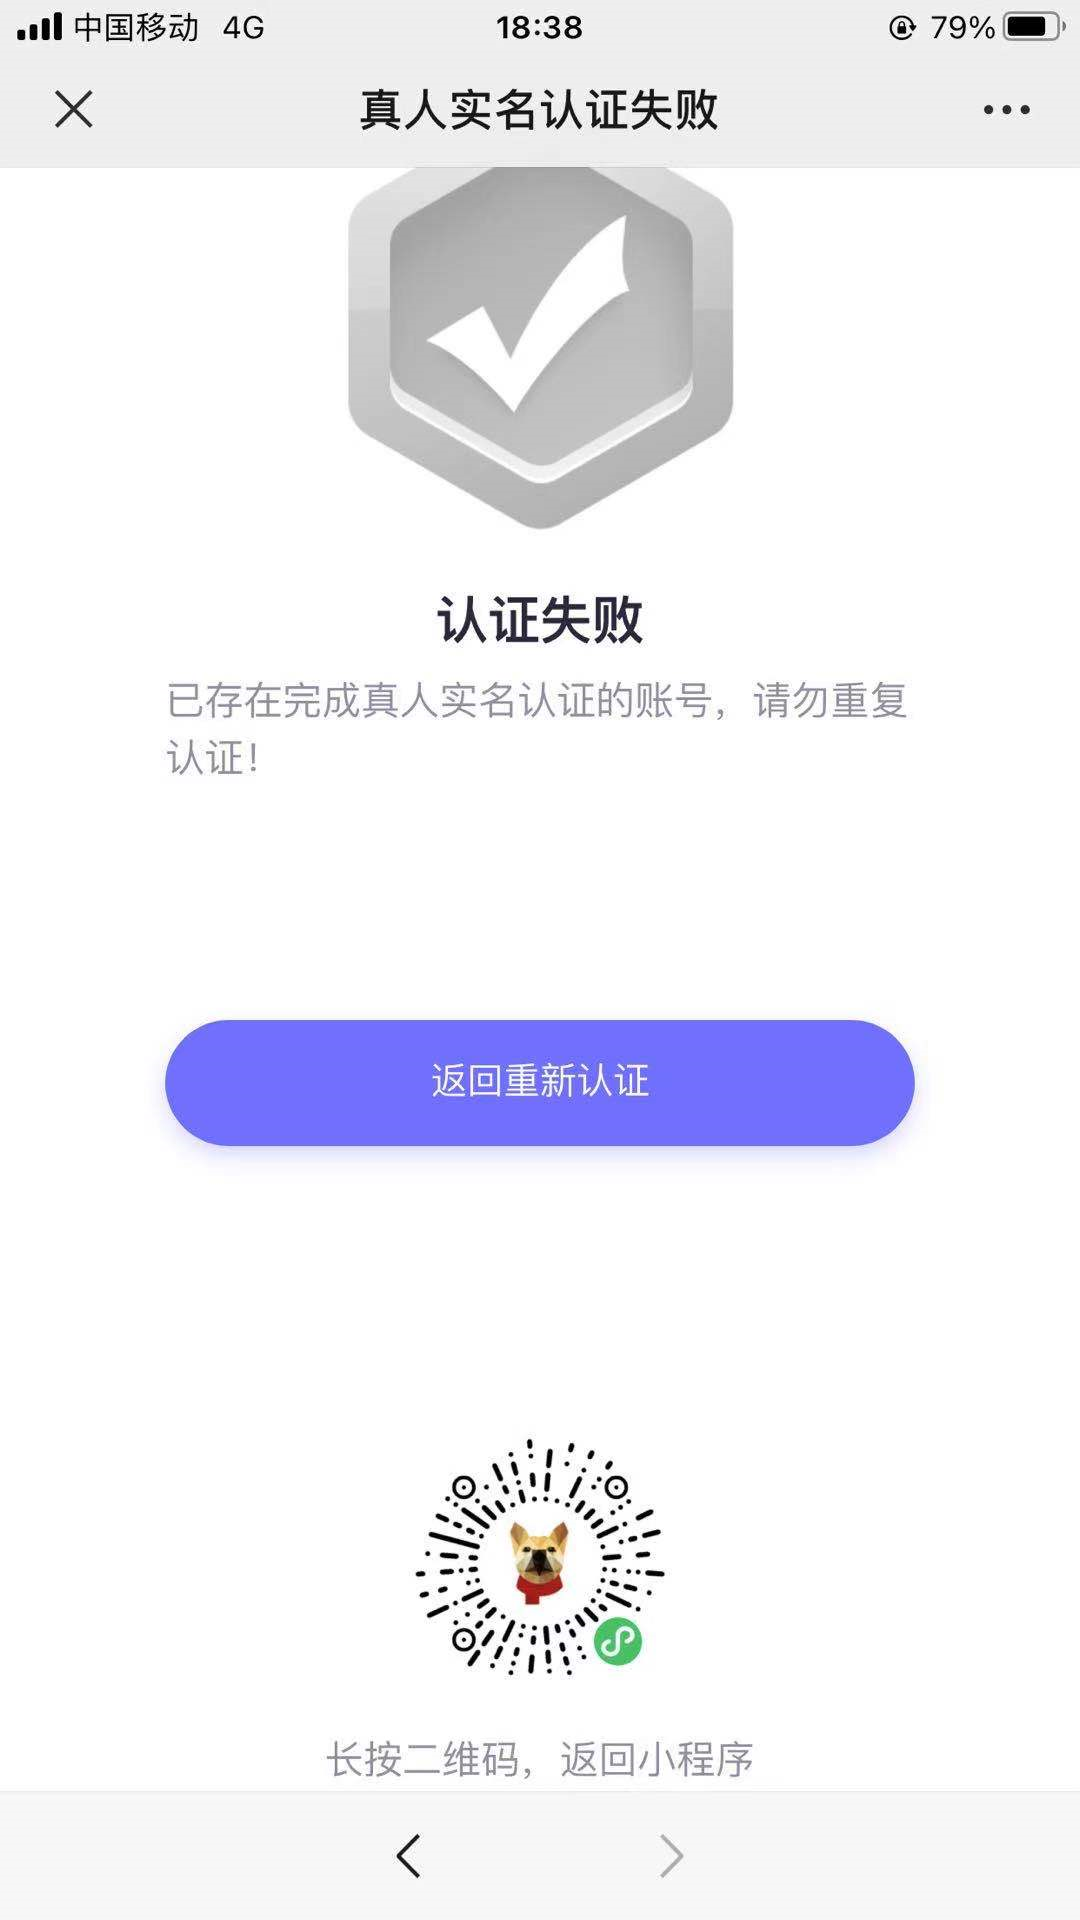 中国移动 4G 18:38 79%
真人实名认证失败
认证失败
已存在完成真人实名认证的账号，请勿重复
认证！
返回重新认证
长按二维码，返回小程序